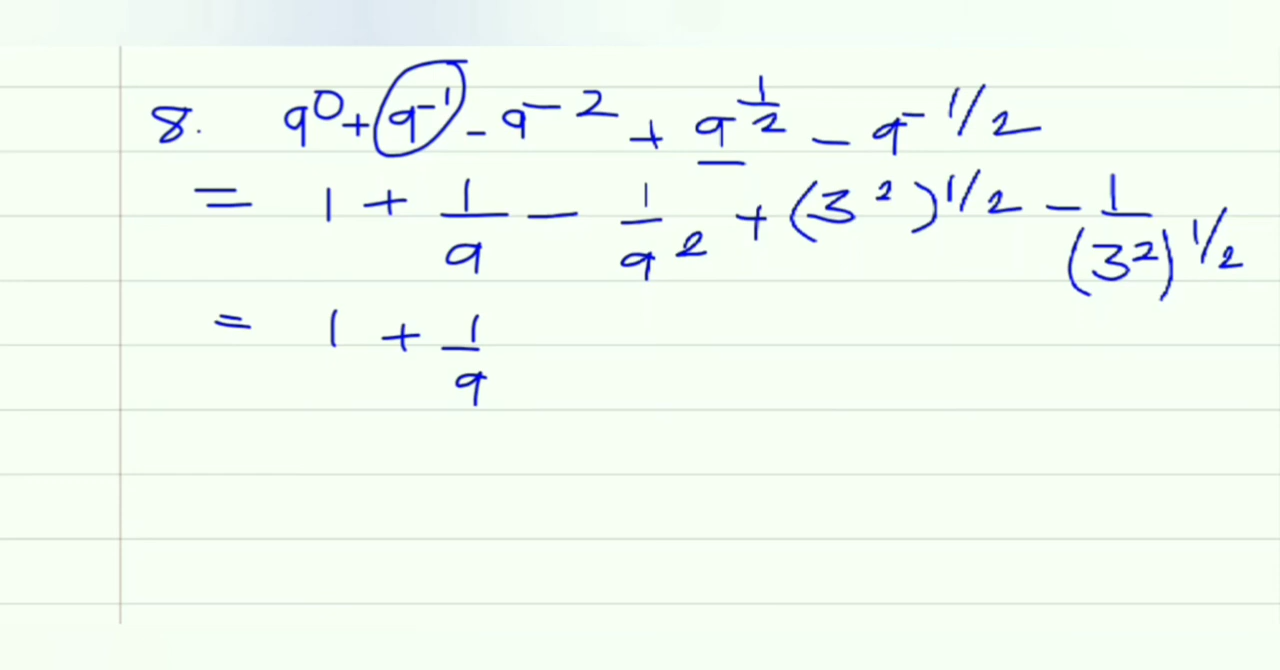 8. 9⁰ + 9⁻¹ - 9⁻² + 9^½ - 9^-1/2
= 1 + 1/9 - 1/9² + (3²)^1/2 - 1/(3²)^1/2
= 1 + 1/9